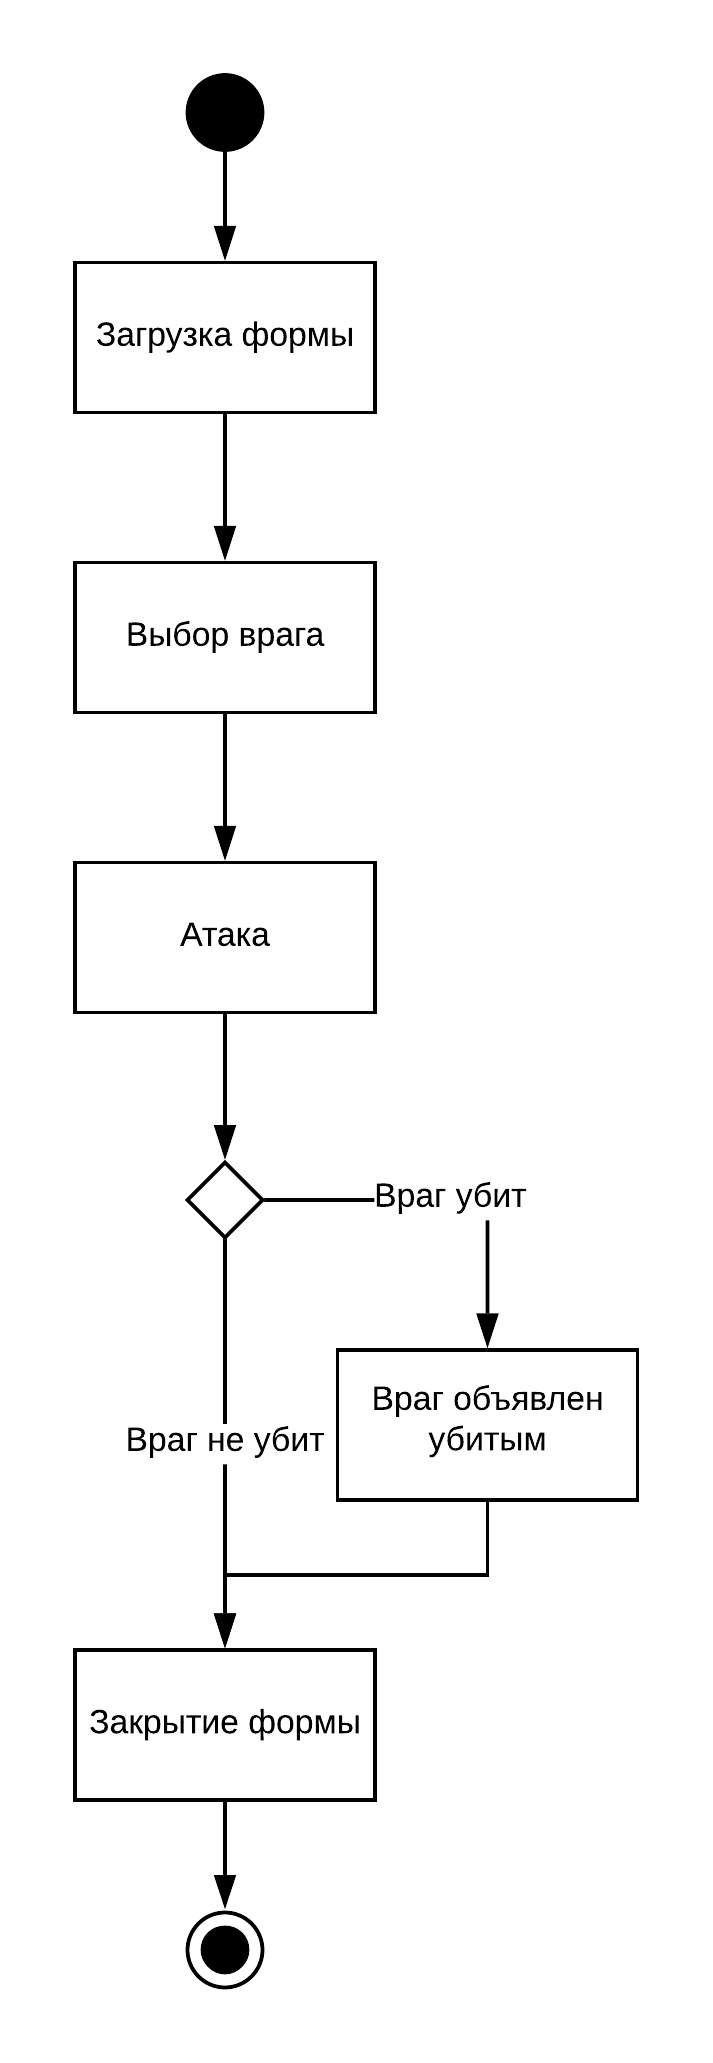 Загрузка формы
Выбор врага
Атака
Враг убит
Враг объявлен
убитым
Враг не убит
Закрытие формы